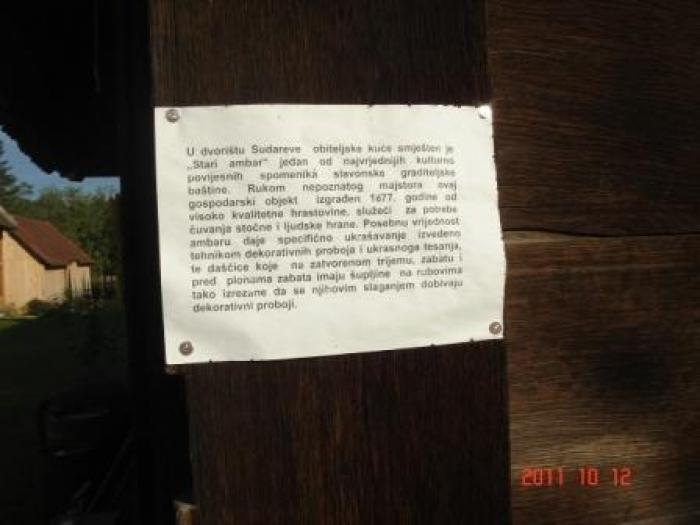 U dvorištu Sudareve obiteljske kuće smješten je
„Stari ambar“ jedan od najvrjednijih kulturno
povijesnih spomenika slavonske graditeljske
baštine. Rukom nepoznatog majstora ovaj
gospodarski objekt izgrađen 1677. godine od
visoko kvalitetne hrastovine, služeći za potrebe
čuvanja stočne i ljudske hrane. Posebnu vrijednost
ambaru daje specifično ukrašavanje izvedeno
tehnikom dekorativnih proboja i ukrasnoga tesanja,
te daščice koje na zatvorenom trijemu, zabatu i
pred pionama zabata imaju šupljine na rubovima
tako izrezane da se njihovim slaganjem dobivaju
dekorativni proboji.
2011 10 12